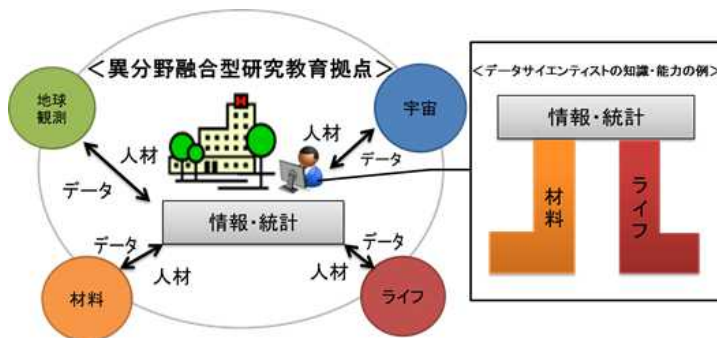 ＜異分野融合型研究教育拠点＞
地球
観測
人材
データ
H
宇宙
人材
データ
情報・統計
データ
人材
材料
データ
人材
ライフ
＜データサイエンティストの知識・能力の例＞
情報・統計
材料
ライフ